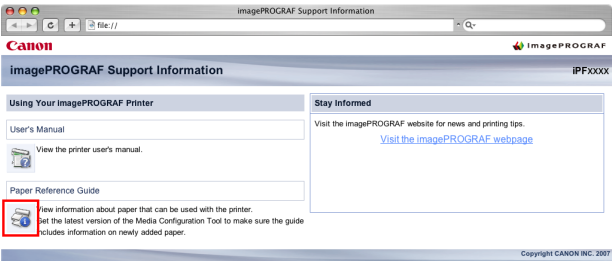 imagePROGRAF Support Information
file://
Q
Canon
imagePROGRAF
imagePROGRAF Support Information
iPFxxxx
Using Your imagePROGRAF Printer
User's Manual
View the printer user's manual.
Paper Reference Guide
View information about paper that can be used with the printer.
Get the latest version of the Media Configuration Tool to make sure the guide
includes information on newly added paper.
Stay Informed
Visit the imagePROGRAF website for news and printing tips.
Visit the imagePROGRAF webpage
Copyright CANON INC. 2007